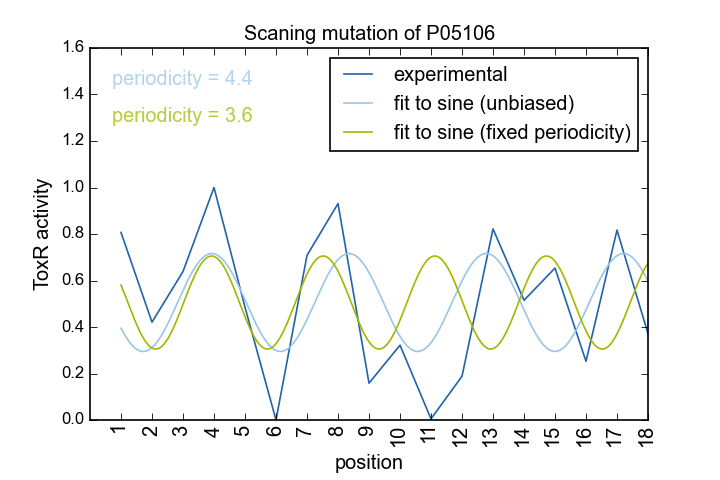 Scaning mutation of P05106
periodicity = 4.4
periodicity = 3.6
experimental
fit to sine (unbiased)
fit to sine (fixed periodicity)
ToxR activity
1.6
1.4
1.2
1.0
0.8
0.6
0.4
0.2
0.0
1 2 3 4 5 6 7 8 9 10 11 12 13 14 15 16 17 18
position